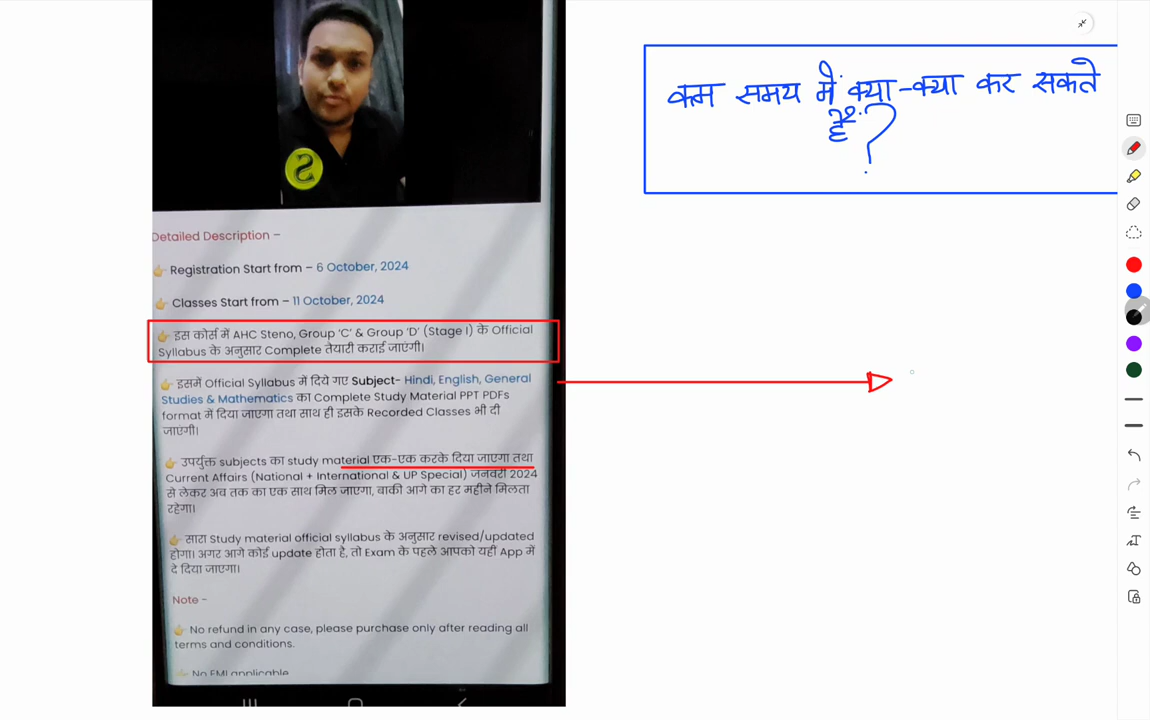 कम समय में क्या-क्या कर सकते
हैं?
Detailed Description –
👉 Registration Start from – 6 October, 2024
👉 Classes Start from – 11 October, 2024
👉 इस कोर्स में AHC Steno, Group ‘C’ & Group ‘D’ (Stage I) के Official
Syllabus के अनुसार Complete तैयारी कराई जाएंगी।
👉 इसमें Official Syllabus में दिये गए Subject- Hindi, English, General
Studies & Mathematics का Complete Study Material PPT PDFs
format में दिया जाएगा तथा साथ ही इसके Recorded Classes भी दी
जाएंगी।
👉 उपर्युक्त subjects का study material एक-एक करके दिया जाएगा तथा
Current Affairs (National + International & UP Special) जनवरी 2024
से लेकर अब तक का एक साथ मिल जाएगा, बाकी आगे का हर महीने मिलता
रहेगा।
👉 सारा Study material official syllabus के अनुसार revised/updated
होगा। अगर आगे कोई update होता है, तो Exam के पहले आपको यहीं App में
दे दिया जाएगा।
Note -
👉 No refund in any case, please purchase only after reading all
terms and conditions.
👉 No EMI applicable